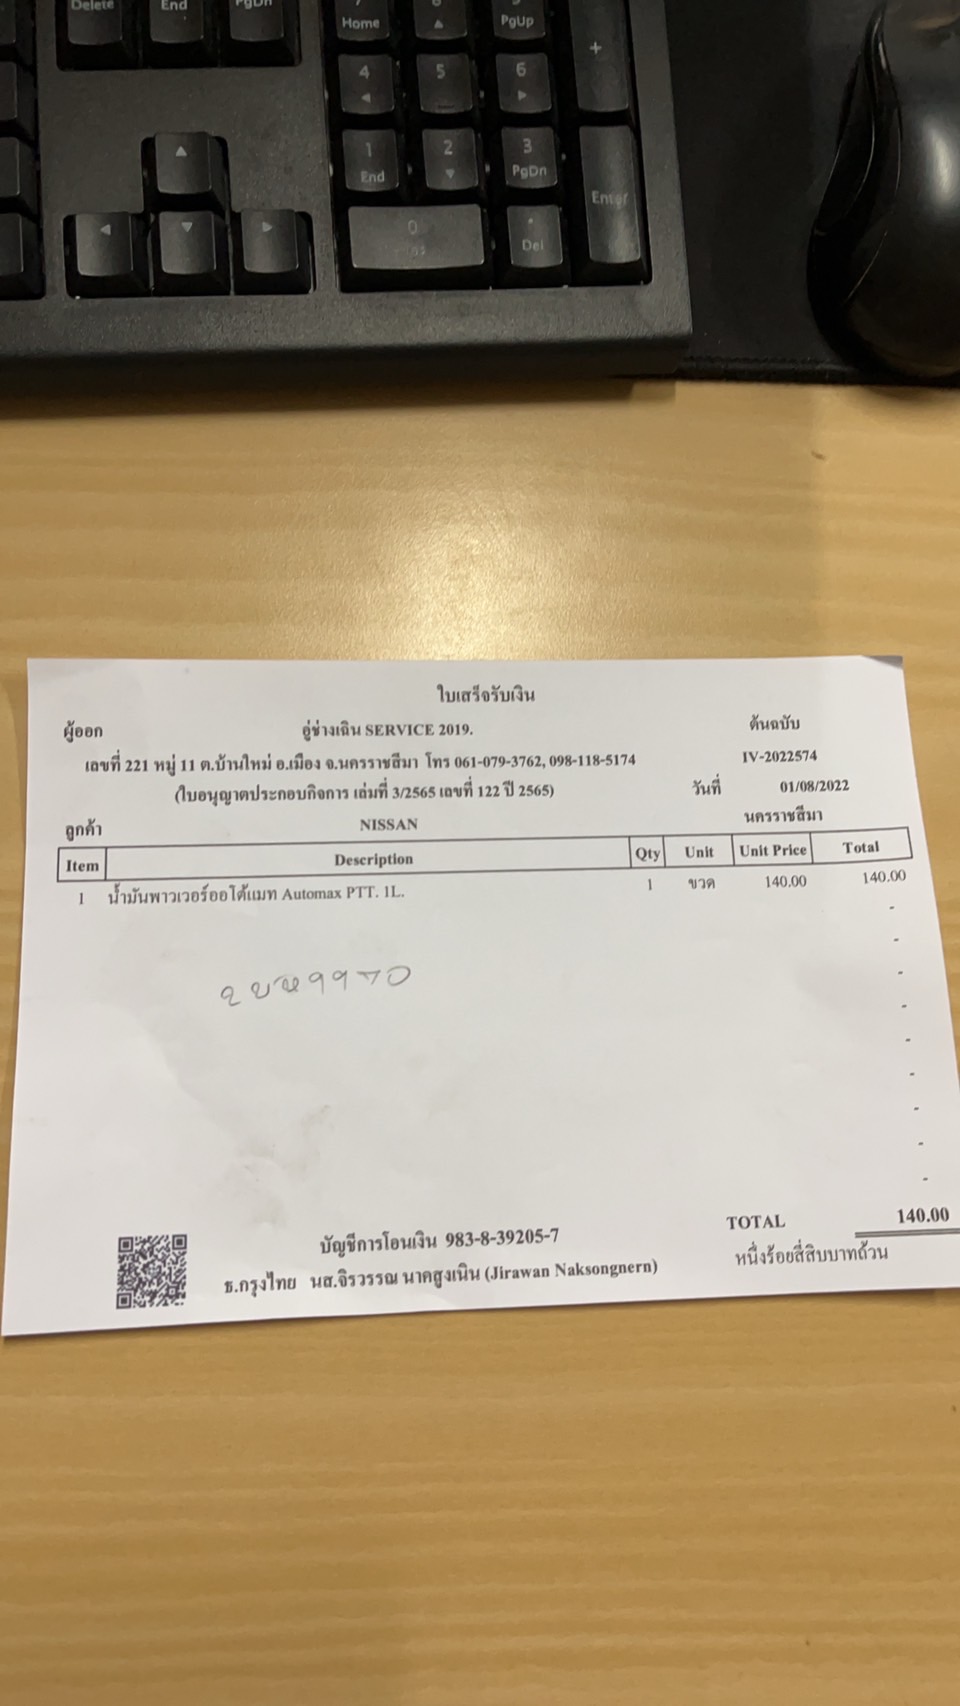 Delete
End
PgDn
Home
PgUp
+
4
5
6
1
End
2
3
PgDn
Enter
0
Del
ใบเสร็จรับเงิน
ผู้ออก อู่ช่างเฉิน SERVICE 2019. ต้นฉบับ
เลขที่ 221 หมู่ 11 ต.บ้านใหม่ อ.เมือง จ.นครราชสีมา โทร 061-079-3762, 098-118-5174 IV-2022574
(ใบอนุญาตประกอบกิจการ เล่มที่ 3/2565 เลขที่ 122 ปี 2565) วันที่ 01/08/2022
ลูกค้า NISSAN นครราชสีมา
Item Description Qty Unit Unit Price Total
1 น้ำมันพาวเวอร์ออโต้แมท Automax PTT. 1L. 1 ขวด 140.00 140.00
-
-
-
-
-
-
-
-
-
TOTAL 140.00
บัญชีการโอนเงิน 983-8-39205-7
หนึ่งร้อยสี่สิบบาทถ้วน
ธ.กรุงไทย นส.จิรวรรณ นาคสูงเนิน (Jirawan Naksongnern)